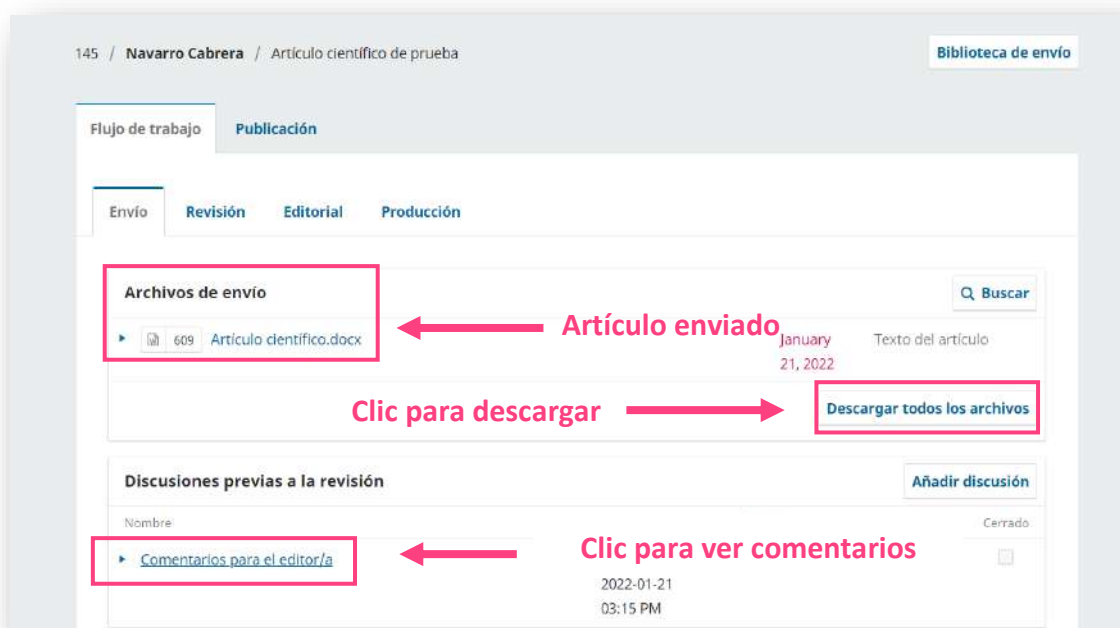 145 / Navarro Cabrera / Artículo científico de prueba
Biblioteca de envío
Flujo de trabajo
Publicación
Envío
Revisión
Editorial
Producción
Archivos de envío
Buscar
609 Artículo científico.docx
Artículo enviado
January
21, 2022
Texto del artículo
Clic para descargar
Descargar todos los archivos
Discusiones previas a la revisión
Añadir discusión
Nombre
Cerrado
Comentarios para el editor/a
Clic para ver comentarios
2022-01-21
03:15 PM